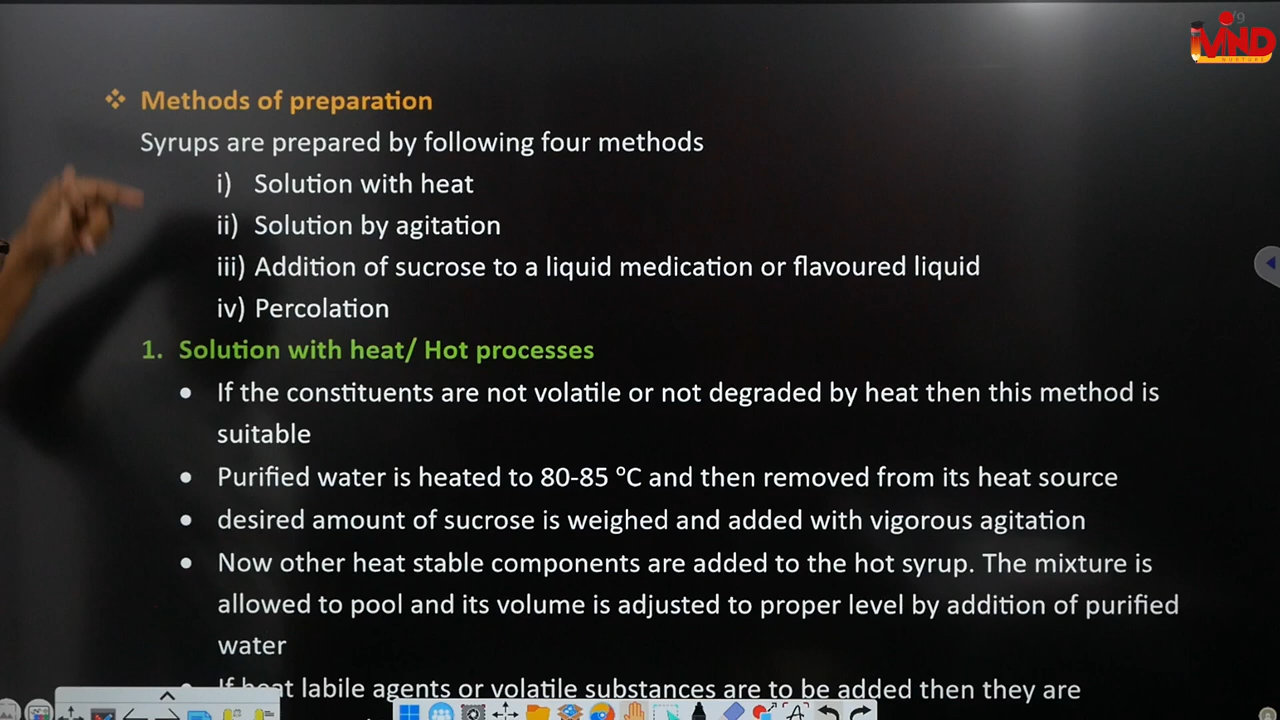 /9
MIND
NURTURE
❖ Methods of preparation
Syrups are prepared by following four methods
i) Solution with heat
ii) Solution by agitation
iii) Addition of sucrose to a liquid medication or flavoured liquid
iv) Percolation
1. Solution with heat/ Hot processes
• If the constituents are not volatile or not degraded by heat then this method is
suitable
• Purified water is heated to 80-85 °C and then removed from its heat source
• desired amount of sucrose is weighed and added with vigorous agitation
• Now other heat stable components are added to the hot syrup. The mixture is
allowed to pool and its volume is adjusted to proper level by addition of purified
water
• If heat labile agents or volatile substances are to be added then they are